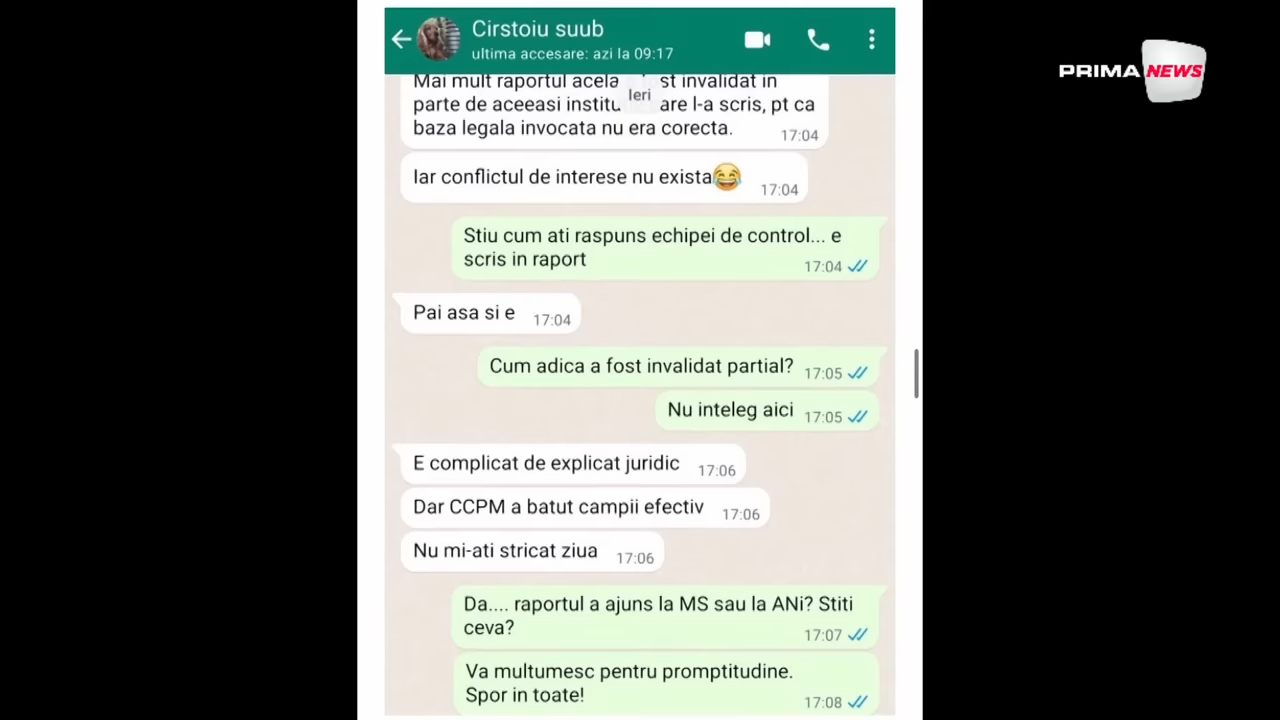 Cirstoiu suub
ultima accesare: azi la 09:17
PRIMA NEWS
Ieri
Mai mult raportul acela st invalidat in
parte de aceeasi institu are l-a scris, pt ca
baza legala invocata nu era corecta. 17:04
Iar conflictul de interese nu exista😂 17:04
Stiu cum ati raspuns echipei de control... e
scris in raport 17:04
Pai asa si e 17:04
Cum adica a fost invalidat partial? 17:05
Nu inteleg aici 17:05
E complicat de explicat juridic 17:06
Dar CCPM a batut campii efectiv 17:06
Nu mi-ati stricat ziua 17:06
Da.... raportul a ajuns la MS sau la ANi? Stiti
ceva? 17:07
Va multumesc pentru promptitudine.
Spor in toate! 17:08